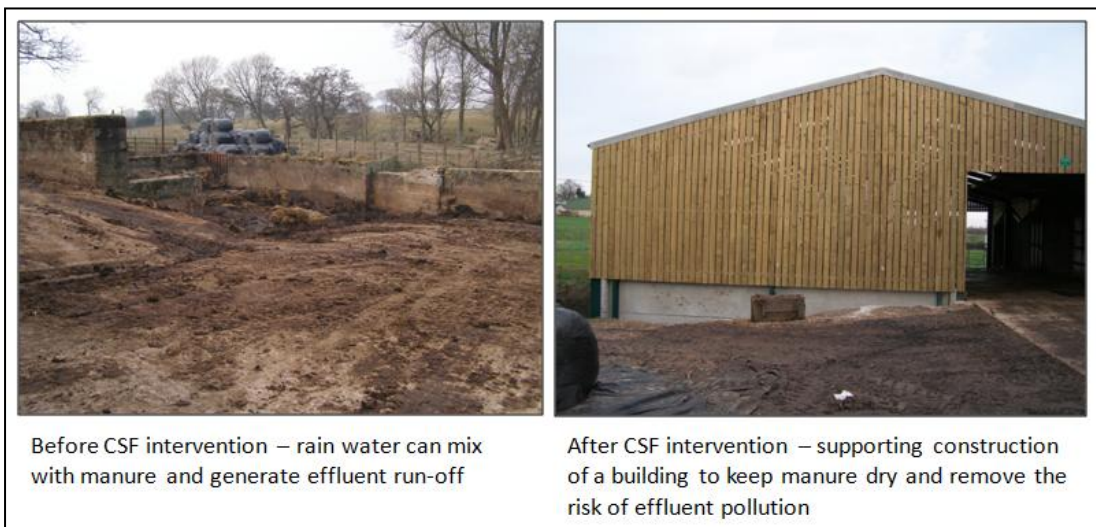 Before CSF intervention – rain water can mix
with manure and generate effluent run-off
After CSF intervention – supporting construction
of a building to keep manure dry and remove the
risk of effluent pollution